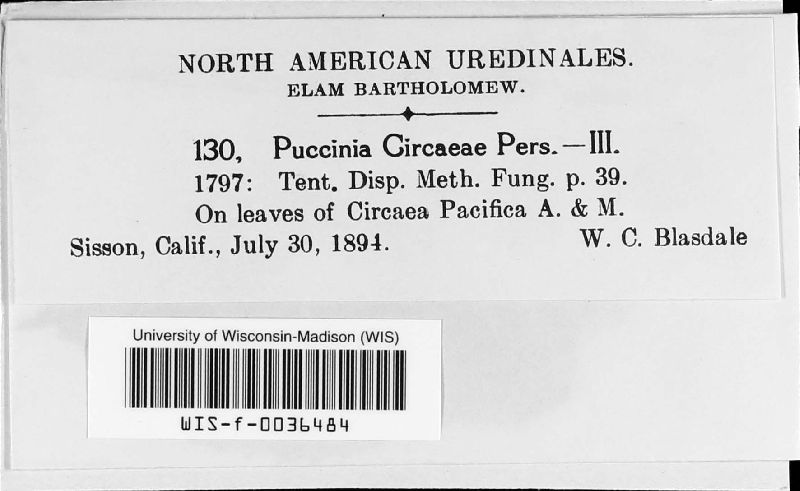 NORTH AMERICAN UREDINALES.
ELAM BARTHOLOMEW.
130, Puccinia Circaeae Pers.—III.
1797: Tent. Disp. Meth. Fung. p. 39.
On leaves of Circaea Pacifica A. & M.
Sisson, Calif., July 30, 1894. W. C. Blasdale
University of Wisconsin-Madison (WIS)
WIS-f-0036484